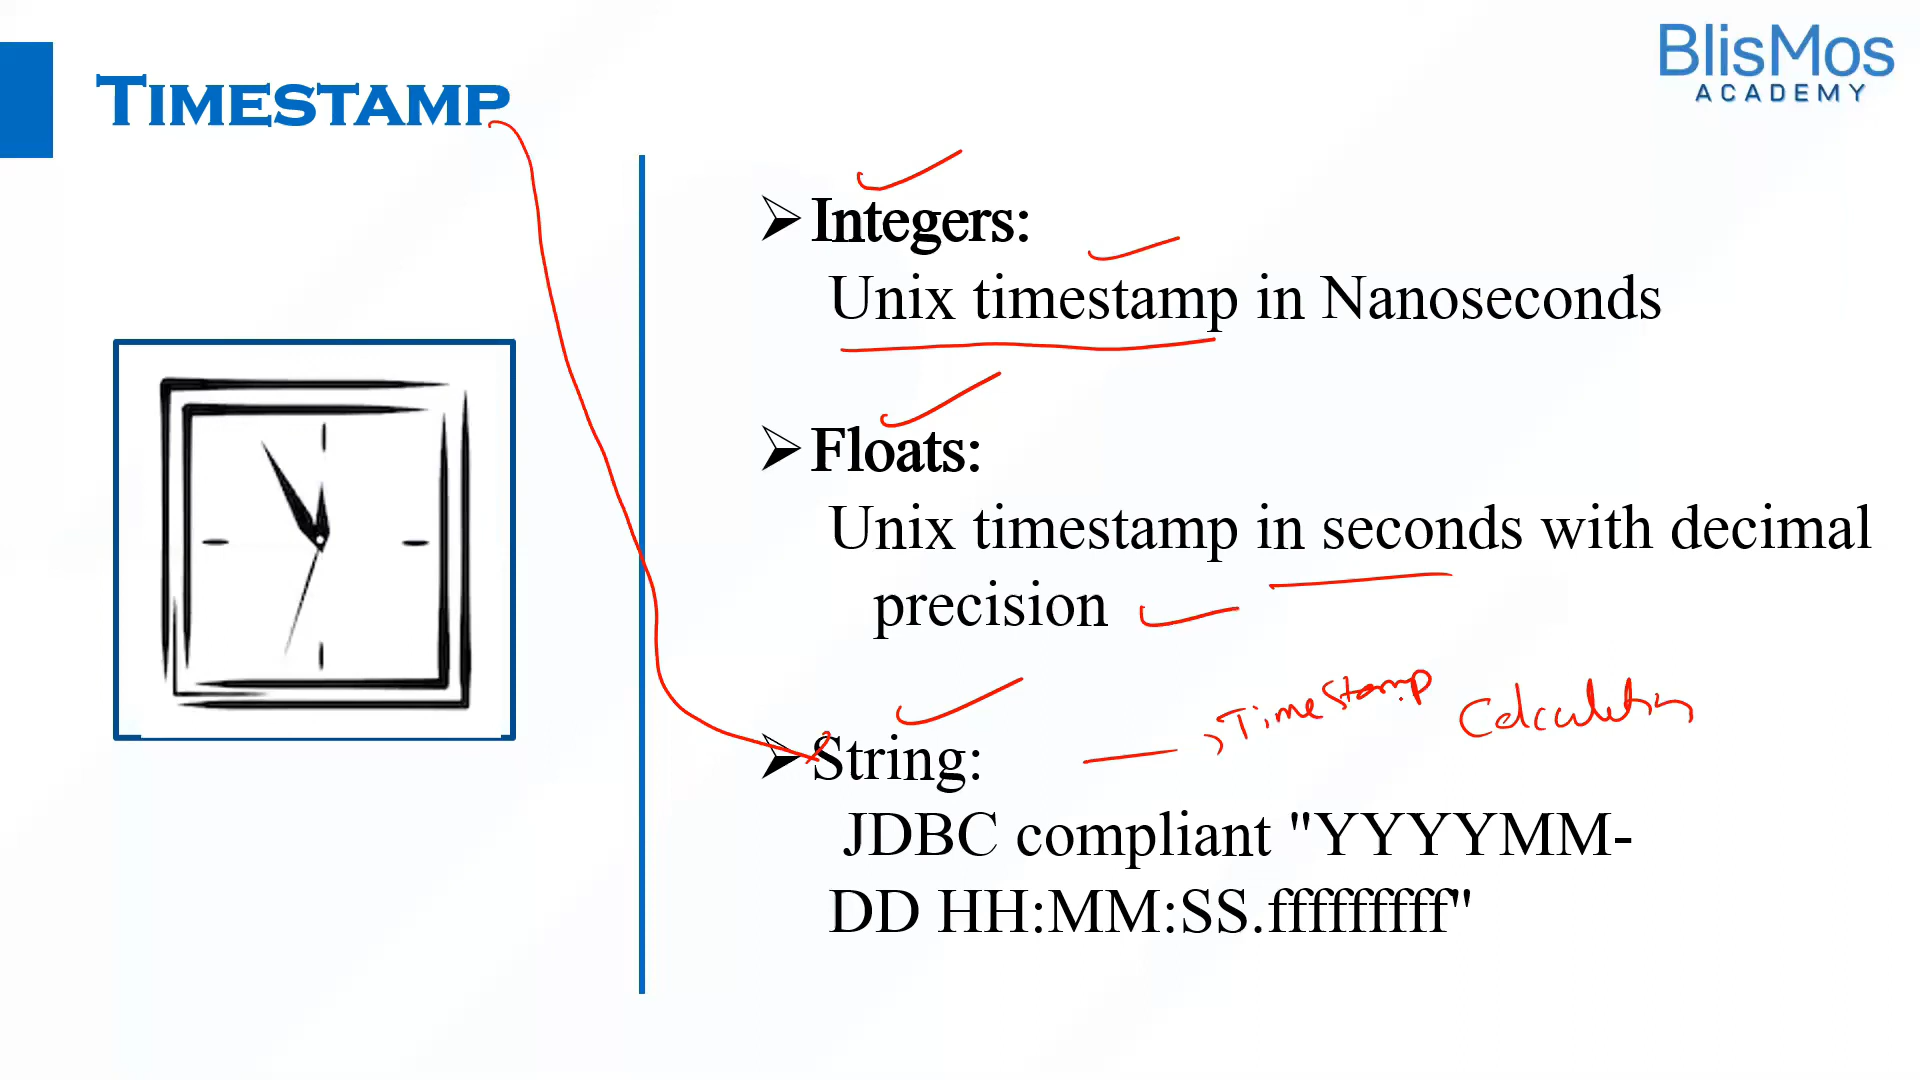 BlisMos
ACADEMY
TIMESTAMP
Integers:
Unix timestamp in Nanoseconds
Floats:
Unix timestamp in seconds with decimal
precision
TimeStamp Calculation
String:
JDBC compliant "YYYYMM-
DD HH:MM:SS.fffffffff"